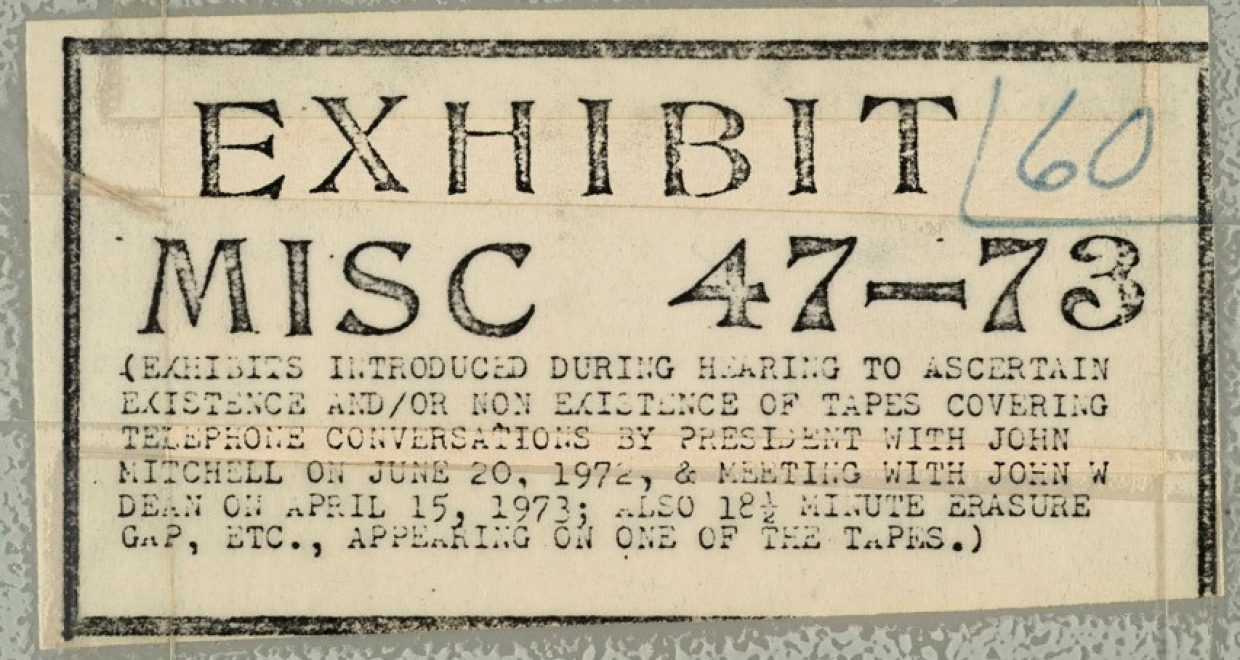 EXHIBIT 60
MISC 47-73
(EXHIBITS INTRODUCED DURING HEARING TO ASCERTAIN
EXISTENCE AND/OR NON EXISTENCE OF TAPES COVERING
TELEPHONE CONVERSATIONS BY PRESIDENT WITH JOHN
MITCHELL ON JUNE 20, 1972, & MEETING WITH JOHN W
DEAN ON APRIL 15, 1973; ALSO 18½ MINUTE ERASURE
GAP, ETC., APPEARING ON ONE OF THE TAPES.)